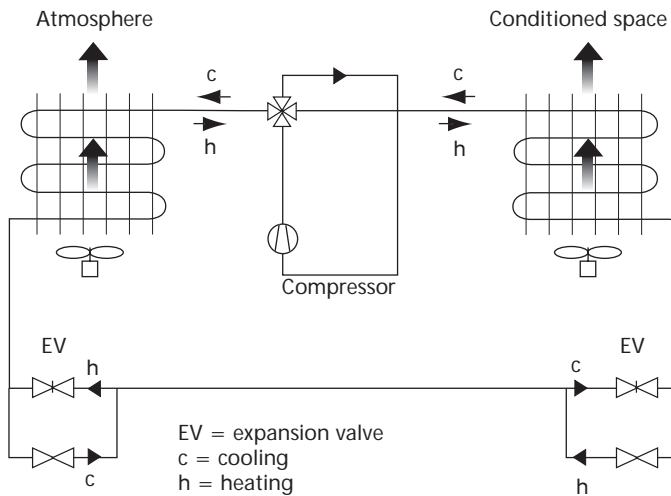 Atmosphere
Conditioned space
c
c
h
h
Compressor
EV
EV
h
c
EV = expansion valve
c = cooling
h = heating
c
h